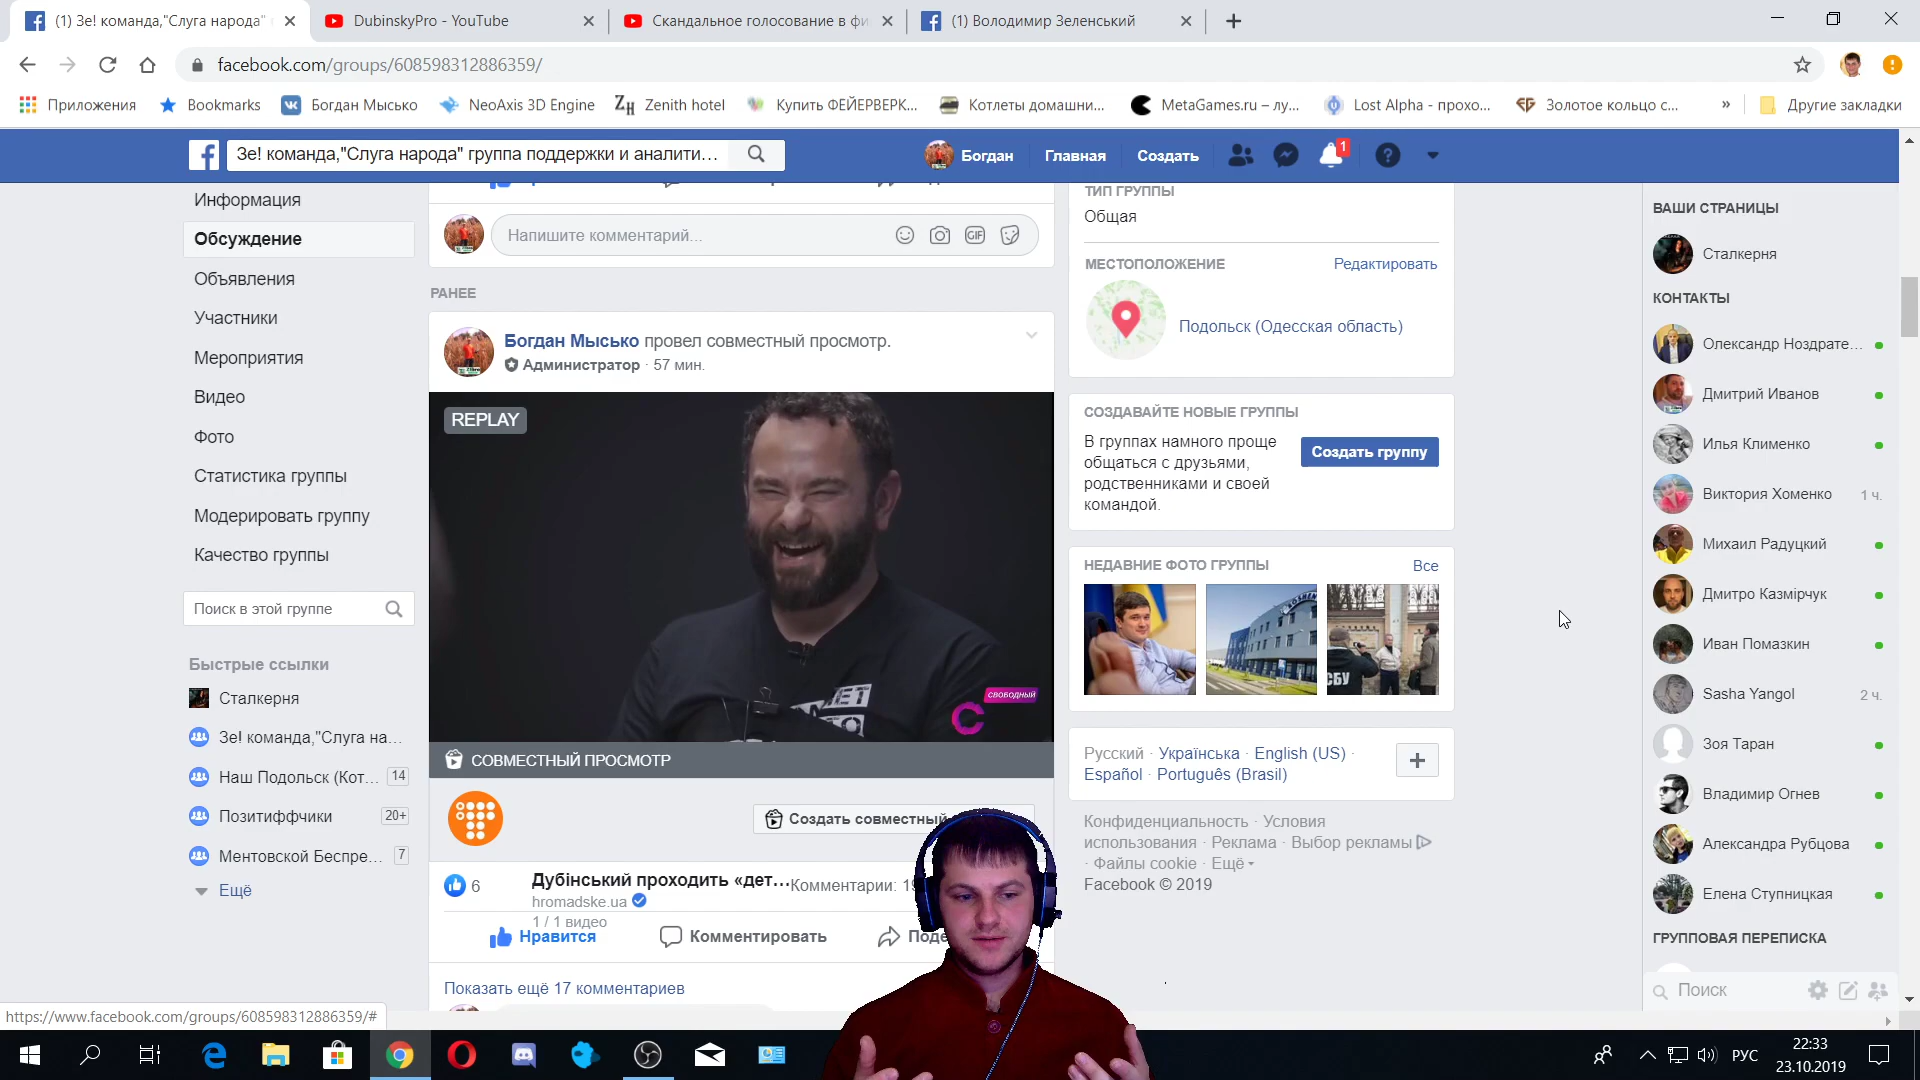 (1) Зе! команда,"Слуга народа"
DubinskyPro - YouTube
Скандальное голосование в фи
(1) Володимир Зеленський
facebook.com/groups/608598312886359/
Приложения
Bookmarks
Богдан Мысько
NeoAxis 3D Engine
Zenith hotel
Купить ФЕЙЕРВЕРК...
Котлеты домашни...
MetaGames.ru – лу...
Lost Alpha - прохо...
Золотое кольцо с...
»
Другие закладки
Зе! команда,"Слуга народа" группа поддержки и аналити...
Богдан
Главная
Создать
1
Информация
Обсуждение
Объявления
Участники
Мероприятия
Видео
Фото
Статистика группы
Модерировать группу
Качество группы
Поиск в этой группе
Быстрые ссылки
Сталкерня
Зе! команда,"Слуга на...
Наш Подольск (Кот... 14
Позитиффчики 20+
Ментовской Беспре... 7
Ещё
Напишите комментарий...
GIF
РАНЕЕ
Богдан Мысько провел совместный просмотр.
Администратор · 57 мин.
REPLAY
СВОБОДНЫЙ
СОВМЕСТНЫЙ ПРОСМОТР
Создать совместный
6
Дубінський проходить «дет...
Комментарии: 19
hromadske.ua
1 / 1 видео
Нравится
Комментировать
Поде
Показать ещё 17 комментариев
ТИП ГРУППЫ
Общая
МЕСТОПОЛОЖЕНИЕ
Редактировать
Подольск (Одесская область)
СОЗДАВАЙТЕ НОВЫЕ ГРУППЫ
В группах намного проще
общаться с друзьями,
родственниками и своей
командой.
Создать группу
НЕДАВНИЕ ФОТО ГРУППЫ
Все
СБУ
Русский · Українська · English (US) ·
Español · Português (Brasil)
Конфиденциальность · Условия
использования · Реклама · Выбор рекламы
· Файлы cookie · Ещё
Facebook © 2019
ВАШИ СТРАНИЦЫ
Сталкерня
КОНТАКТЫ
Олександр Ноздрате...
Дмитрий Иванов
Илья Клименко
Виктория Хоменко 1 ч.
Михаил Радуцкий
Дмитро Казмірчук
Иван Помазкин
Sasha Yangol 2 ч.
Зоя Таран
Владимир Огнев
Александра Рубцова
Елена Ступницкая
ГРУППОВАЯ ПЕРЕПИСКА
Поиск
https://www.facebook.com/groups/608598312886359/#
РУС
22:33
23.10.2019